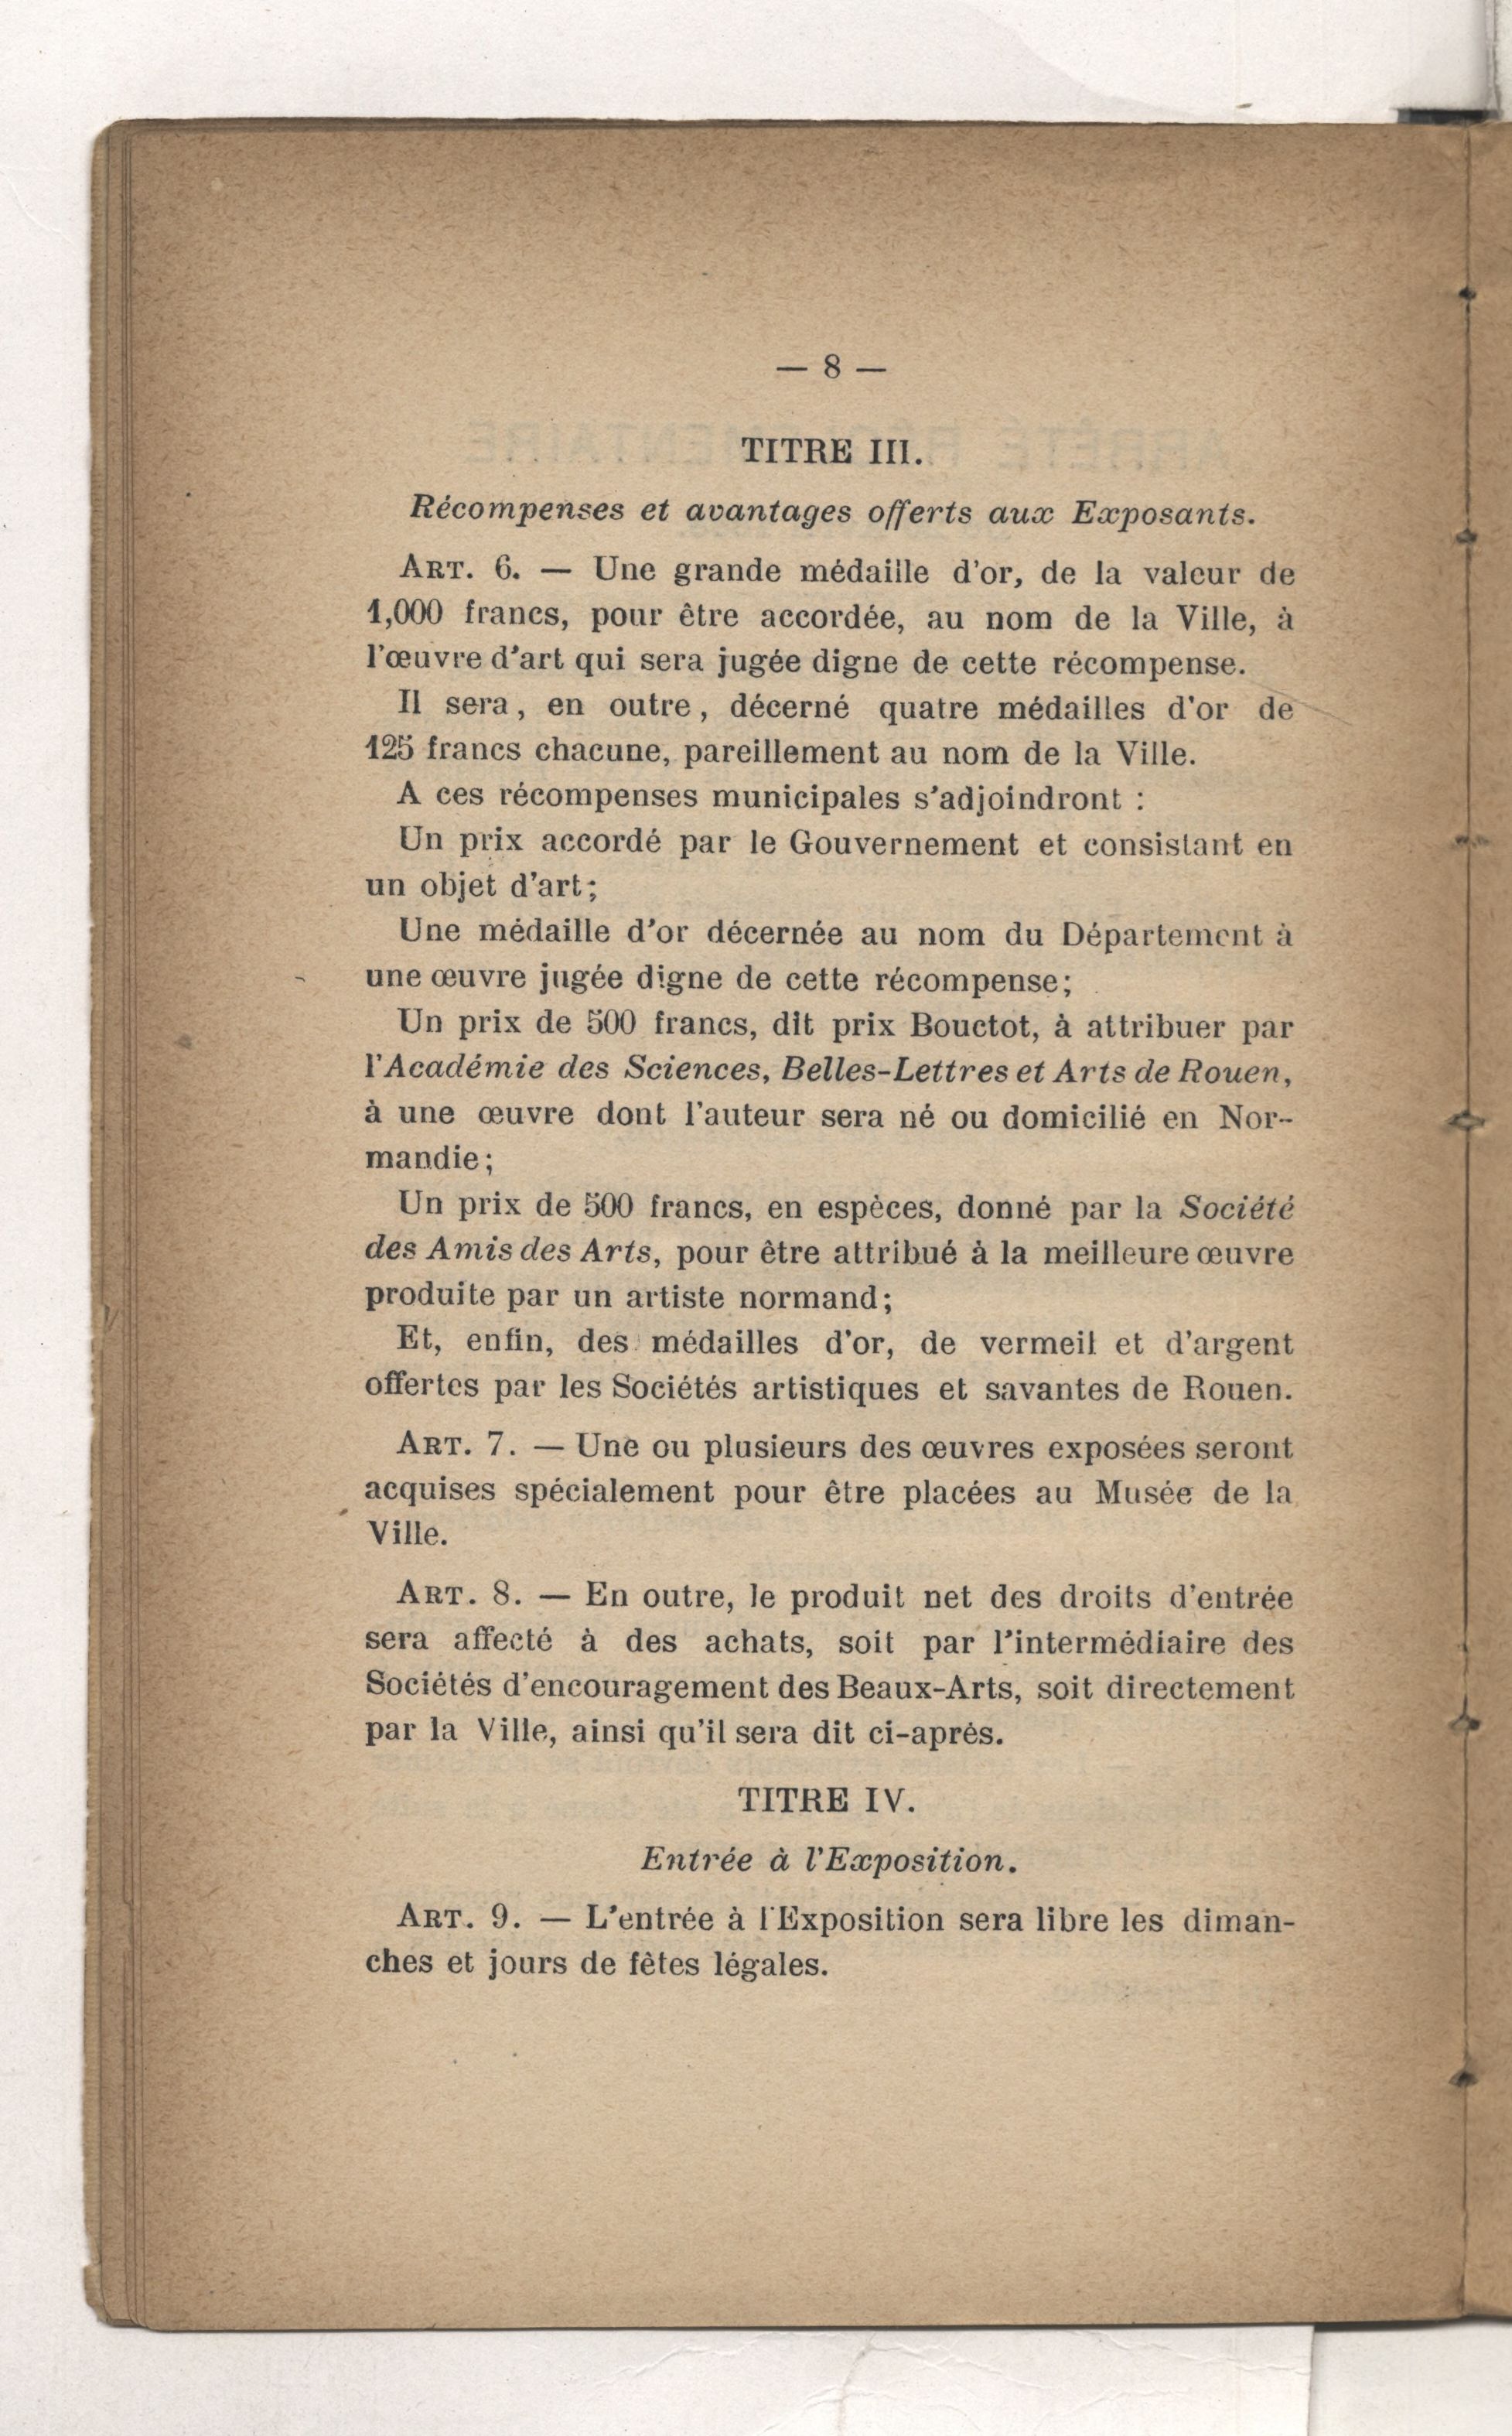 — 8 —
TITRE III.
Récompenses et avantages offerts aux Exposants.
ART. 6. — Une grande médaille d'or, de la valeur de
1,000 francs, pour être accordée, au nom de la Ville, à
l'œuvre d'art qui sera jugée digne de cette récompense.
Il sera, en outre, décerné quatre médailles d'or de
125 francs chacune, pareillement au nom de la Ville.
A ces récompenses municipales s'adjoindront :
Un prix accordé par le Gouvernement et consistant en
un objet d'art;
Une médaille d'or décernée au nom du Département à
une œuvre jugée digne de cette récompense;
Un prix de 500 francs, dit prix Bouctot, à attribuer par
l'Académie des Sciences, Belles-Lettres et Arts de Rouen,
à une œuvre dont l'auteur sera né ou domicilié en Nor-
mandie;
Un prix de 500 francs, en espèces, donné par la Société
des Amis des Arts, pour être attribué à la meilleure œuvre
produite par un artiste normand;
Et, enfin, des médailles d'or, de vermeil et d'argent
offertes par les Sociétés artistiques et savantes de Rouen.
ART. 7. — Une ou plusieurs des œuvres exposées seront
acquises spécialement pour être placées au Musée de la
Ville.
ART. 8. — En outre, le produit net des droits d'entrée
sera affecté à des achats, soit par l'intermédiaire des
Sociétés d'encouragement des Beaux-Arts, soit directement
par la Ville, ainsi qu'il sera dit ci-après.
TITRE IV.
Entrée à l'Exposition.
ART. 9. — L'entrée à l'Exposition sera libre les diman-
ches et jours de fêtes légales.